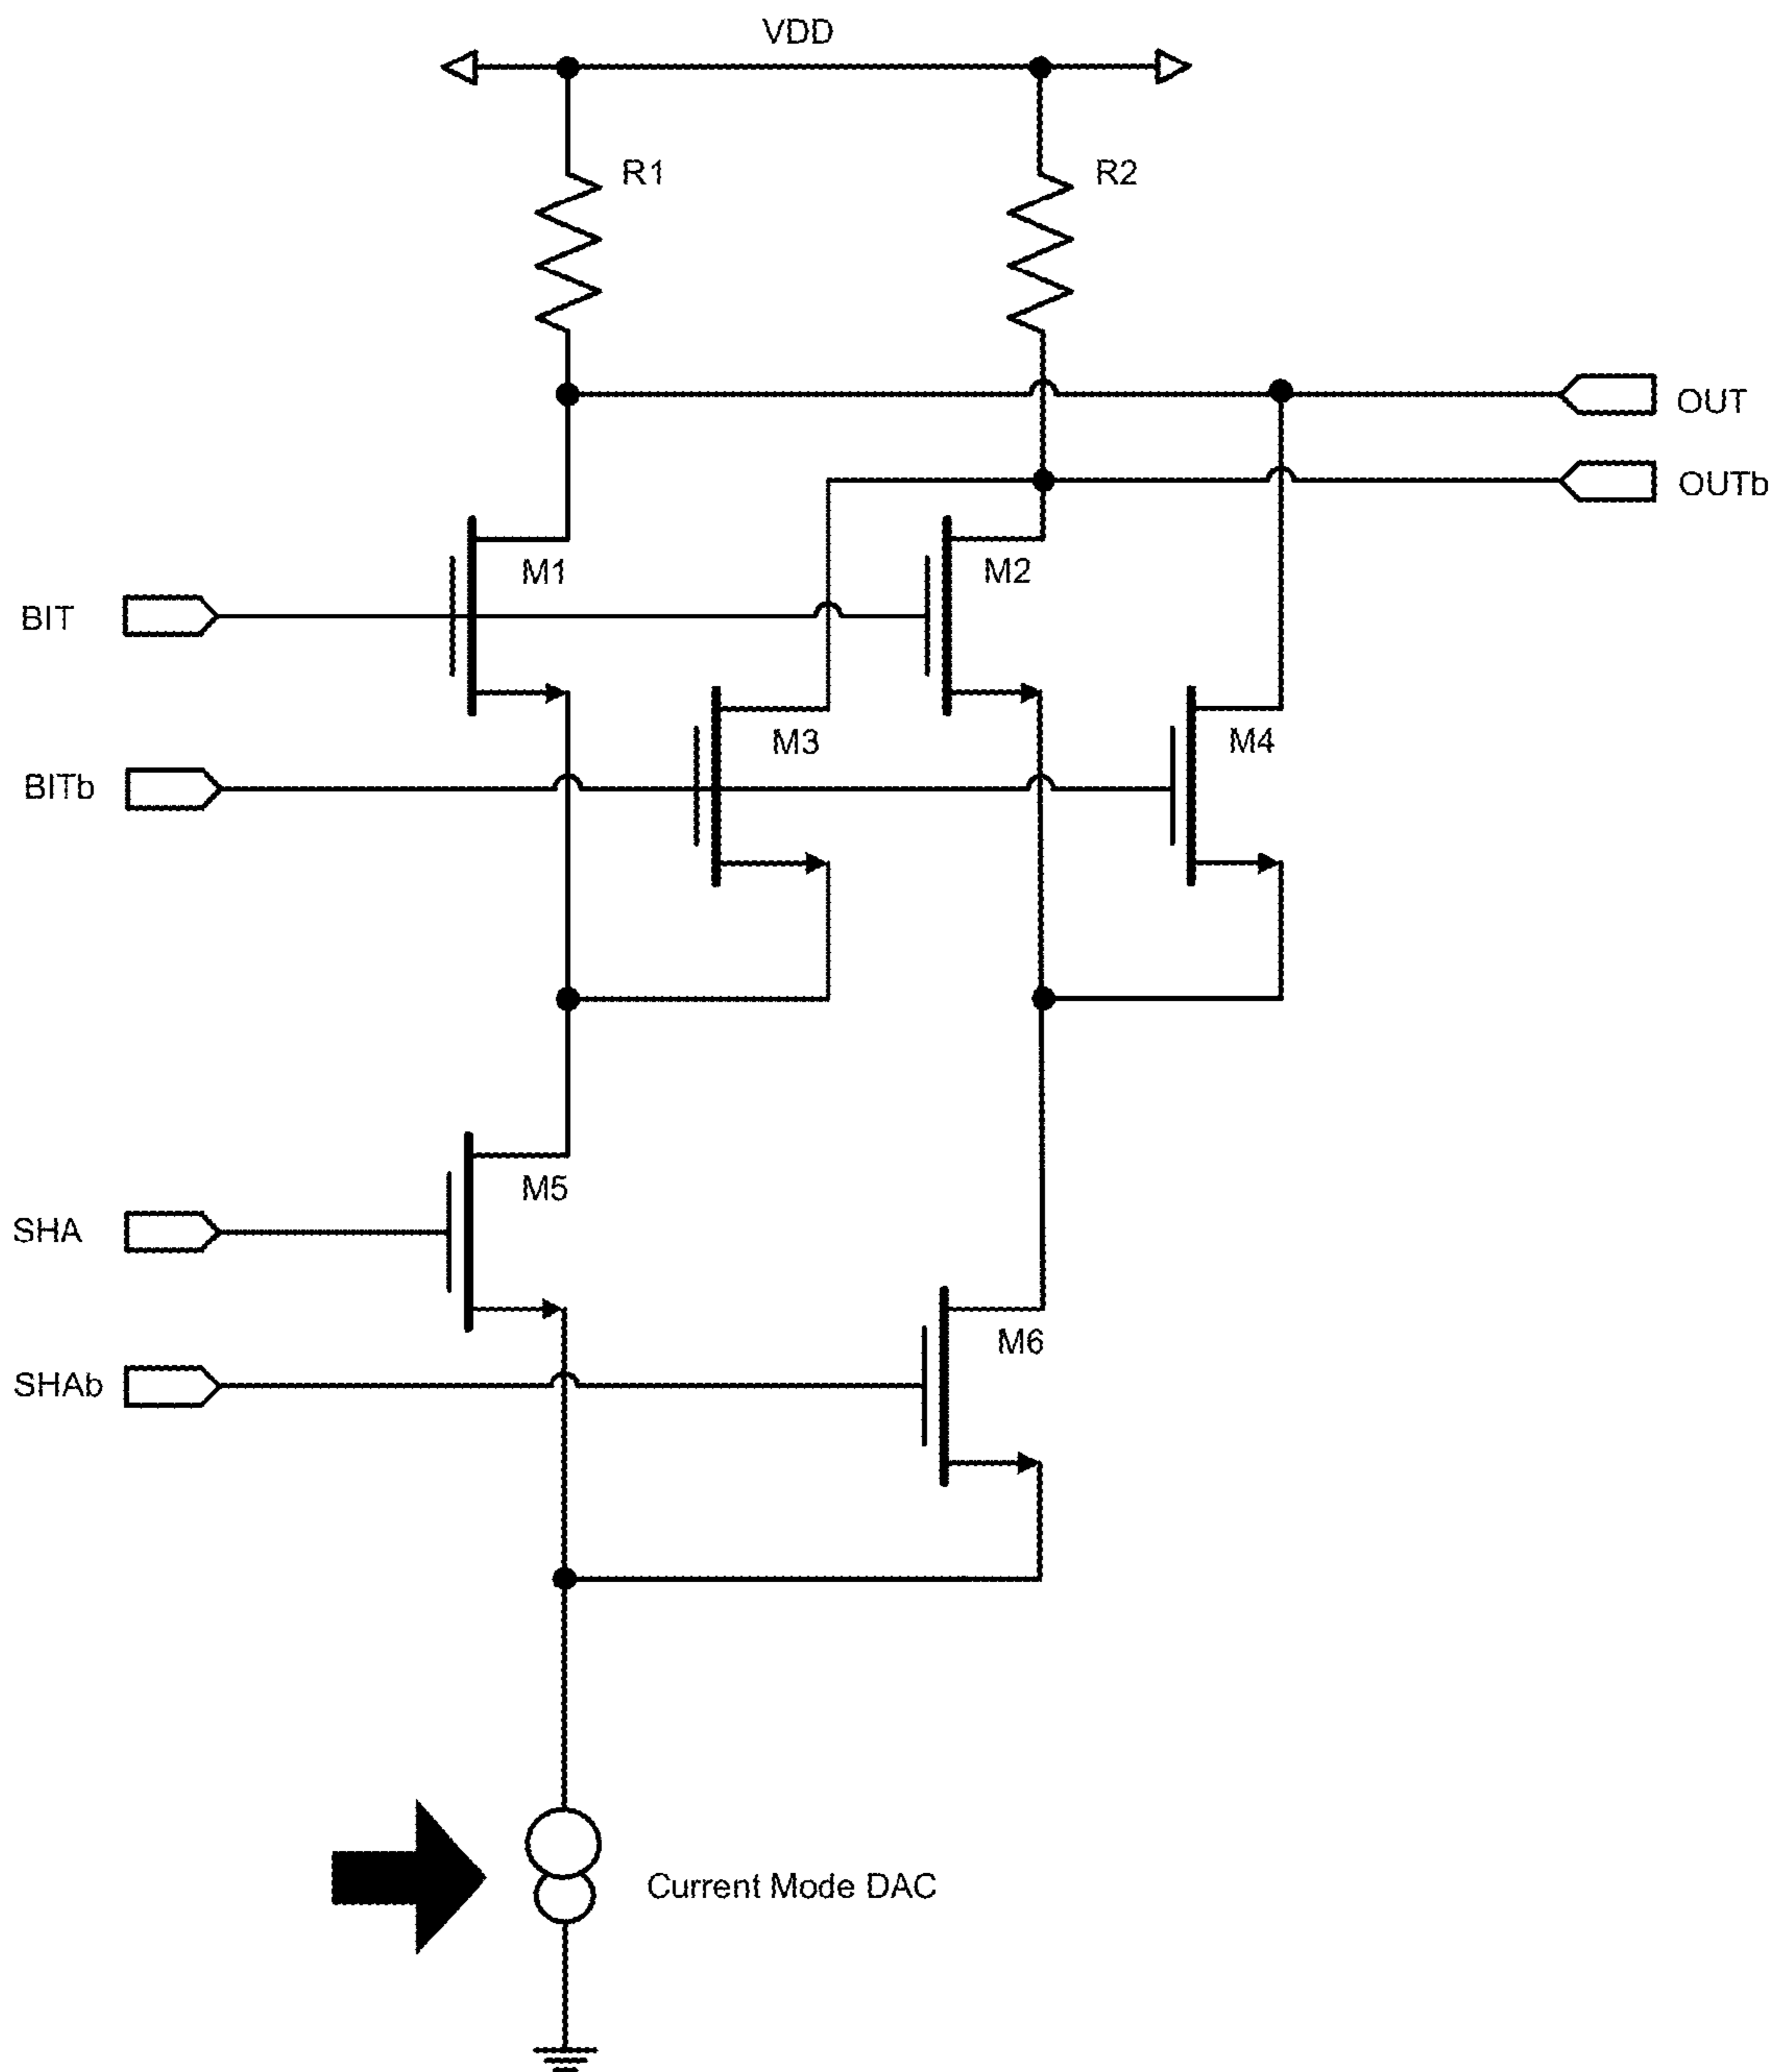 VDD
R1
R2
OUT
OUTb
M1
M2
BIT
M3
M4
BITb
M5
SHA
M6
SHAb
Current Mode DAC